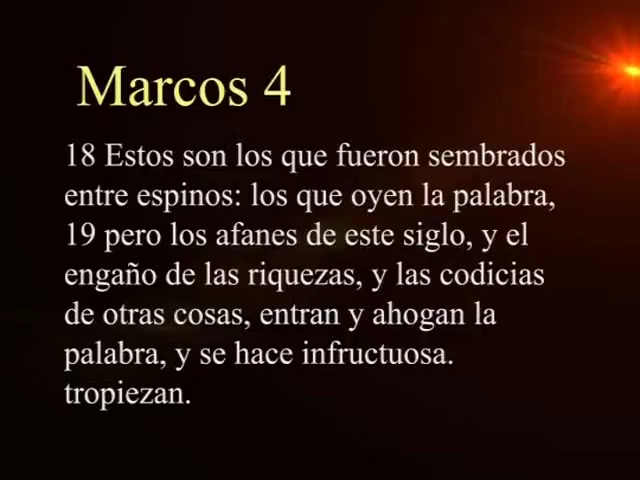 Marcos 4
18 Estos son los que fueron sembrados
entre espinos: los que oyen la palabra,
19 pero los afanes de este siglo, y el
engaño de las riquezas, y las codicias
de otras cosas, entran y ahogan la
palabra, y se hace infructuosa.
tropiezan.